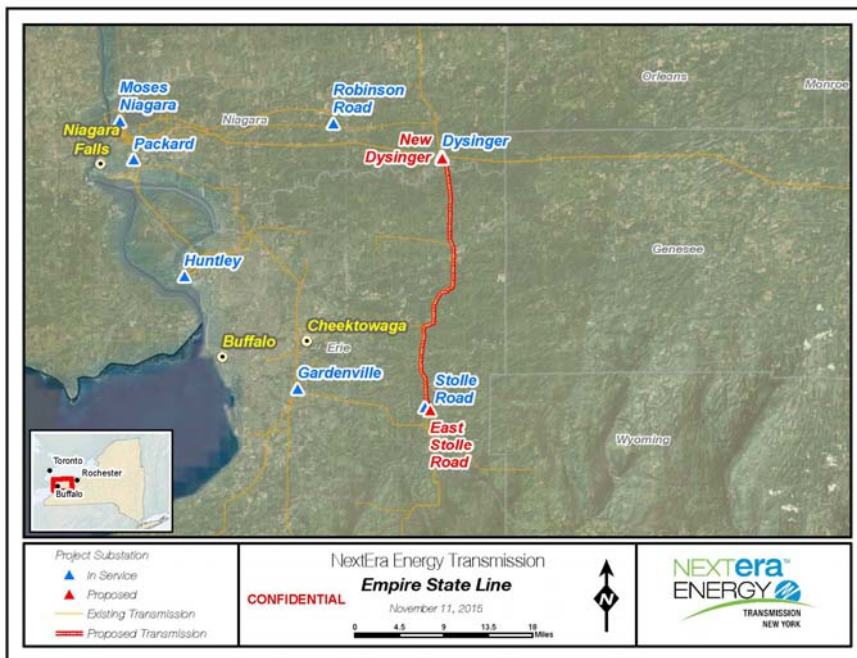 Moses
Niagara
Robinson
Road
Orleans
Monroe
Niagara
Niagara
Falls
Packard
New
Dysinger
Dysinger
Genesee
Huntley
Cheektowaga
Erie
Buffalo
Gardenville
Stolle
Road
East
Stolle
Road
Wyoming
Toronto
Rochester
Buffalo
Project Substation
In Service
Proposed
Existing Transmission
Proposed Transmission
NextEra Energy Transmission
Empire State Line
CONFIDENTIAL
November 11, 2015
0 4.5 9 13.5 18
Miles
N
NEXTera™
ENERGY
TRANSMISSION
NEW YORK